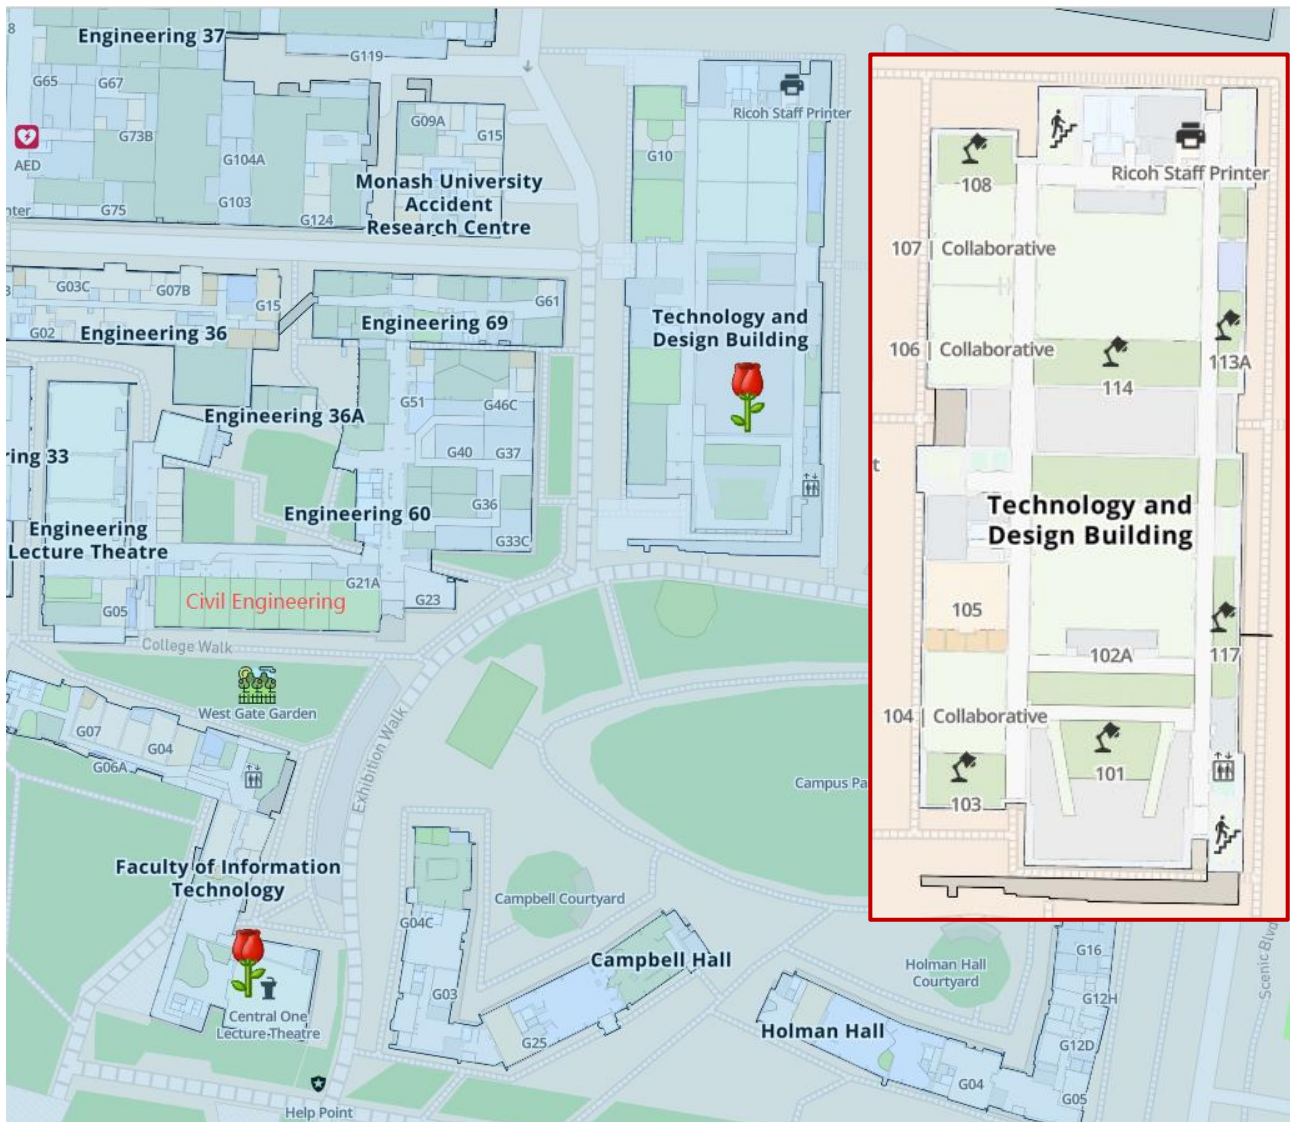 Engineering 37
G119
8
G65
G67
G09A
G15
G73B
AED
G104A
Monash University
Accident
Research Centre
nter
G75
G103
G124
Ricoh Staff Printer
G10
G03C
G07B
G15
G61
G02
Engineering 36
Engineering 69
Technology and
Design Building
G51
G46C
Engineering 36A
G40
G37
ring 33
G36
Engineering 60
Engineering
Lecture Theatre
G33C
G21A
G05
Civil Engineering
G23
College Walk
West Gate Garden
G07
G04
G06A
Exhibition Walk
Campus Pa
Faculty of Information
Technology
Campbell Courtyard
G04C
Campbell Hall
G03
Central One
Lecture-Theatre
G25
Help Point
Holman Hall
Courtyard
Holman Hall
G16
G12H
G12D
G04
G05
Scenic Blvd
Ricoh Staff Printer
108
107 | Collaborative
106 | Collaborative
114
113A
t
Technology and
Design Building
105
102A
117
104 | Collaborative
101
103